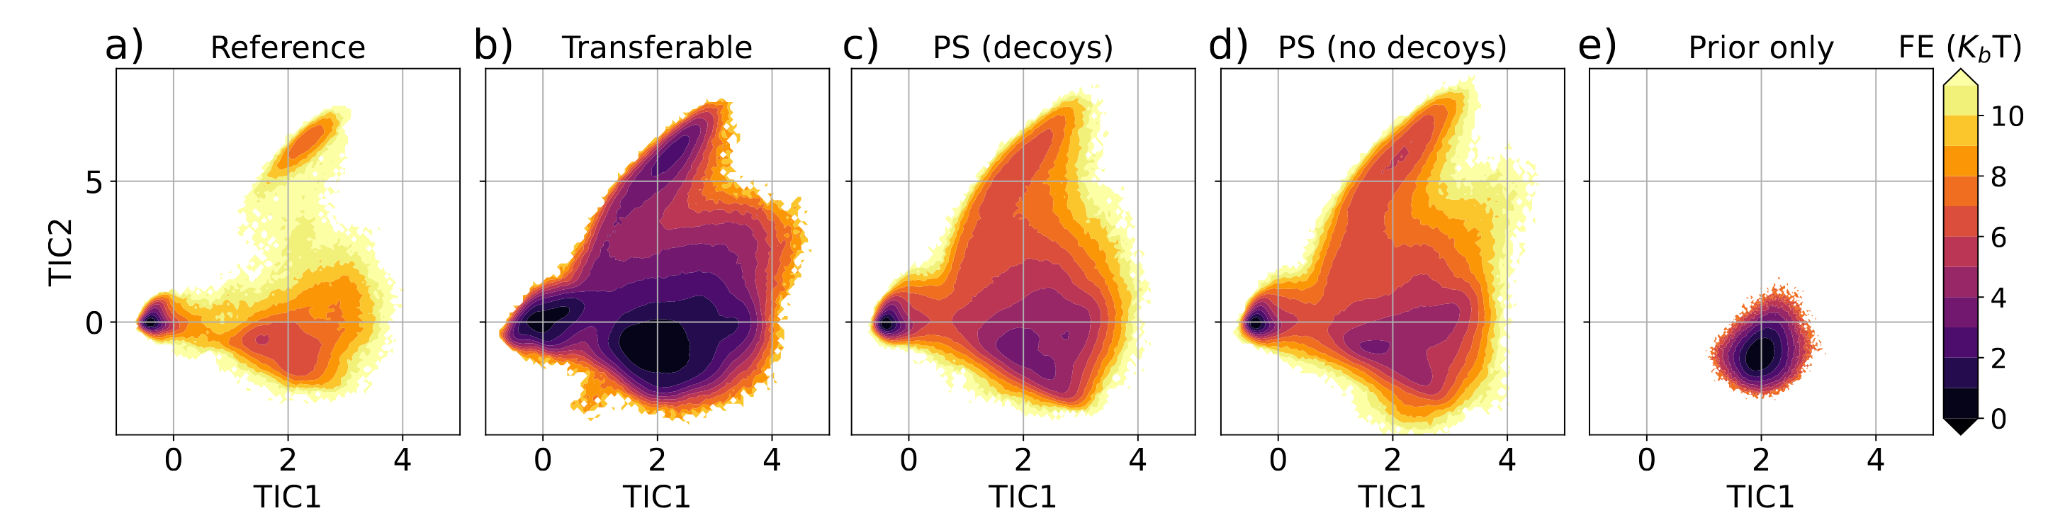 a) Reference
b) Transferable
c) PS (decoys)
d) PS (no decoys)
e) Prior only
FE (K_bT)
TIC2
5
0
0 2 4
0 2 4
0 2 4
0 2 4
0 2 4
TIC1
TIC1
TIC1
TIC1
TIC1
10
8
6
4
2
0